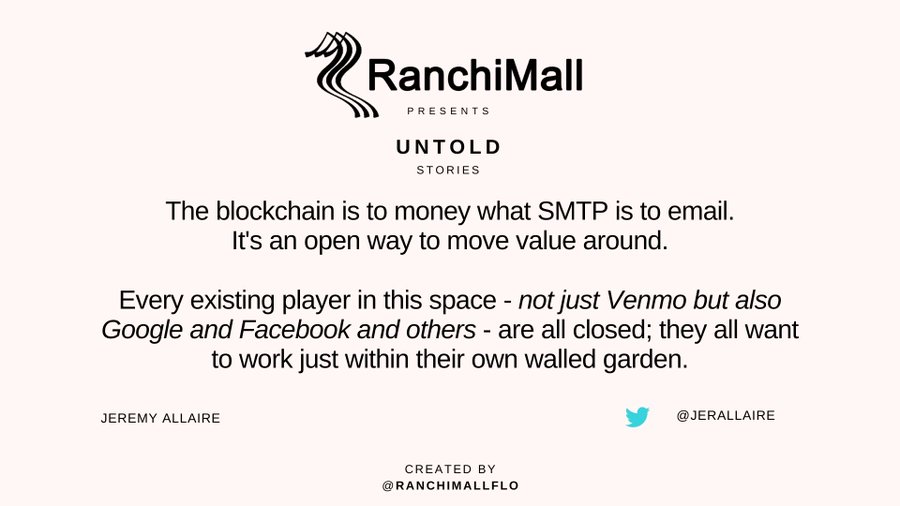 RanchiMall
PRESENTS
UNTOLD
STORIES
The blockchain is to money what SMTP is to email.
It's an open way to move value around.
Every existing player in this space - not just Venmo but also
Google and Facebook and others - are all closed; they all want
to work just within their own walled garden.
JEREMY ALLAIRE
@JERALLAIRE
CREATED BY
@RANCHIMALLFLO